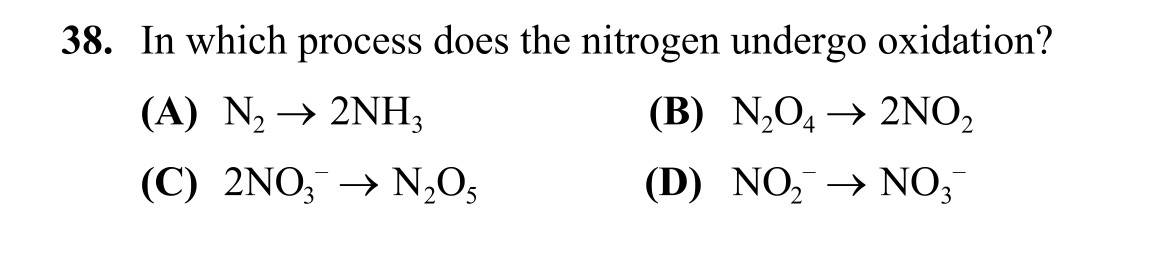 38. In which process does the nitrogen undergo oxidation?
(A) N₂ → 2NH₃ (B) N₂O₄ → 2NO₂
(C) 2NO₃⁻ → N₂O₅ (D) NO₂⁻ → NO₃⁻